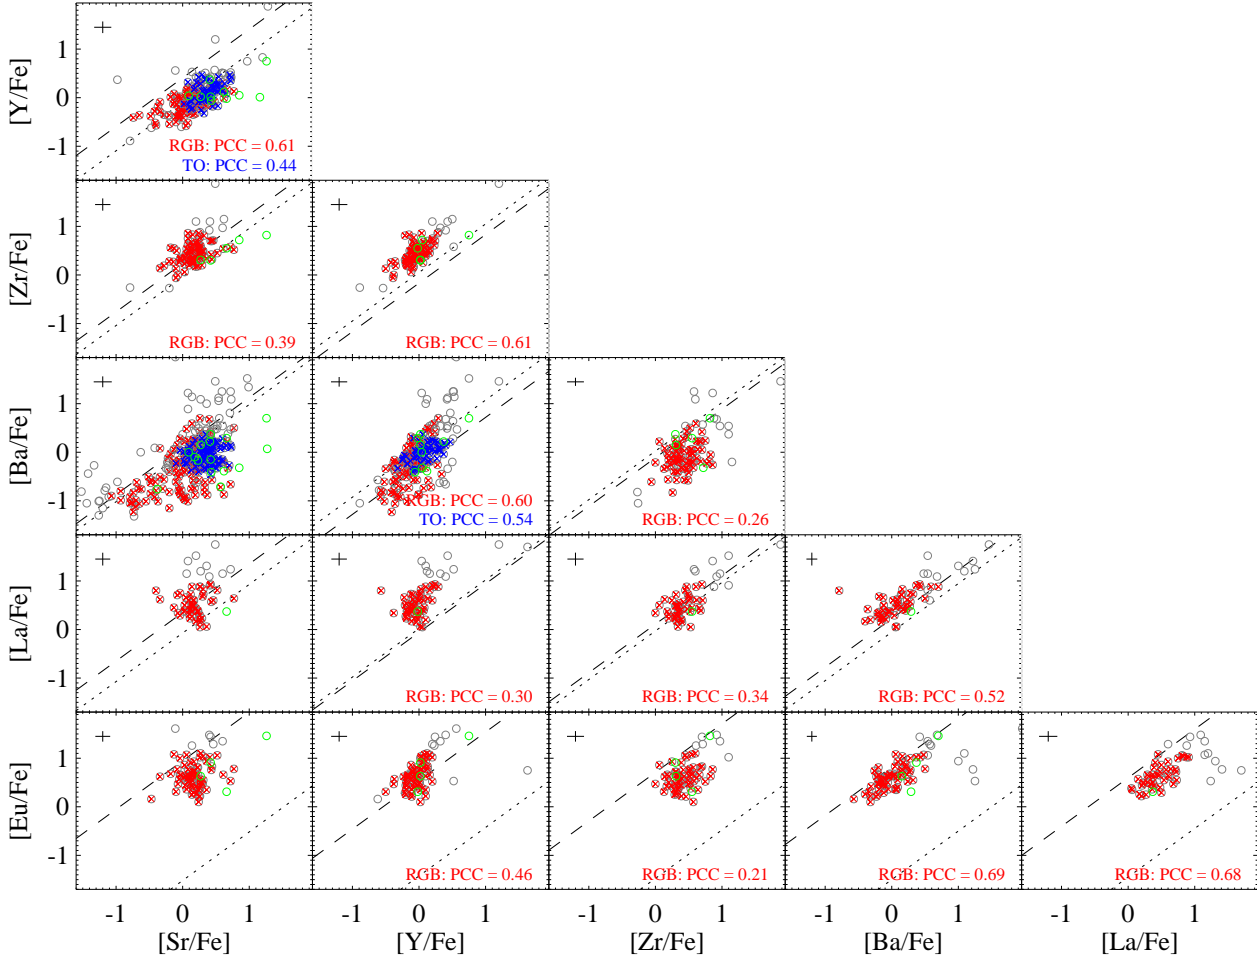 [Y/Fe]
1
0
-1
RGB: PCC = 0.61
TO: PCC = 0.44
[Zr/Fe]
1
0
-1
RGB: PCC = 0.39
RGB: PCC = 0.61
[Ba/Fe]
1
0
-1
RGB: PCC = 0.60
TO: PCC = 0.54
RGB: PCC = 0.26
[La/Fe]
1
0
-1
RGB: PCC = 0.30
RGB: PCC = 0.34
RGB: PCC = 0.52
[Eu/Fe]
1
0
-1
RGB: PCC = 0.46
RGB: PCC = 0.21
RGB: PCC = 0.69
RGB: PCC = 0.68
-1 0 1 -1 0 1 -1 0 1 -1 0 1 -1 0 1
[Sr/Fe] [Y/Fe] [Zr/Fe] [Ba/Fe] [La/Fe]